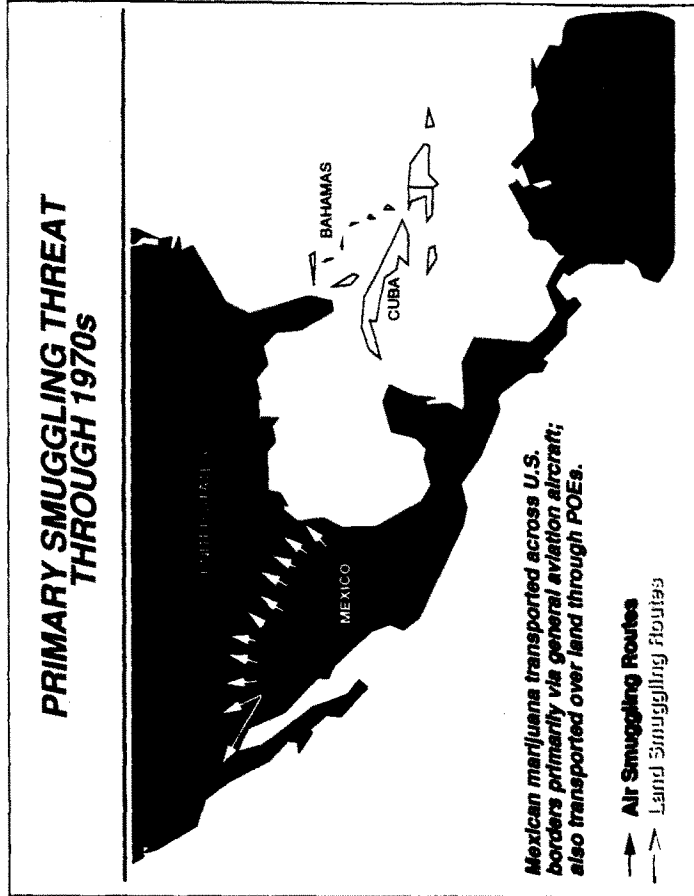 PRIMARY SMUGGLING THREAT
THROUGH 1970s
BAHAMAS
CUBA
MEXICO
Mexican marijuana transported across U.S.
borders primarily via general aviation aircraft;
also transported over land through POEs.
Air Smuggling Routes
Land Smuggling Routes